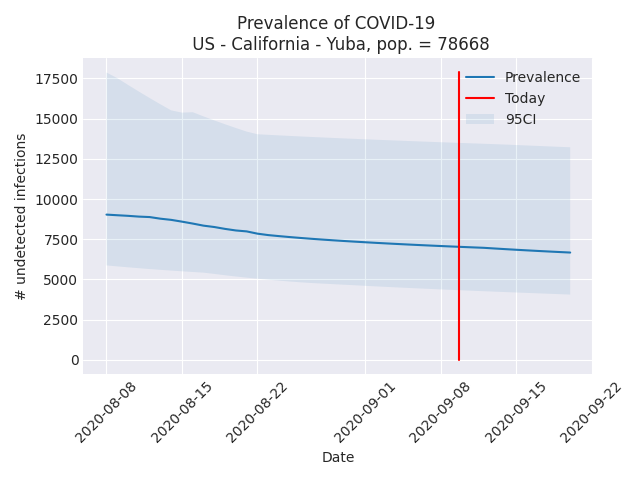 Prevalence of COVID-19
US - California - Yuba, pop. = 78668
Prevalence
Today
95CI
# undetected infections
17500
15000
12500
10000
7500
5000
2500
0
2020-08-08
2020-08-15
2020-08-22
2020-09-01
2020-09-08
2020-09-15
2020-09-22
Date